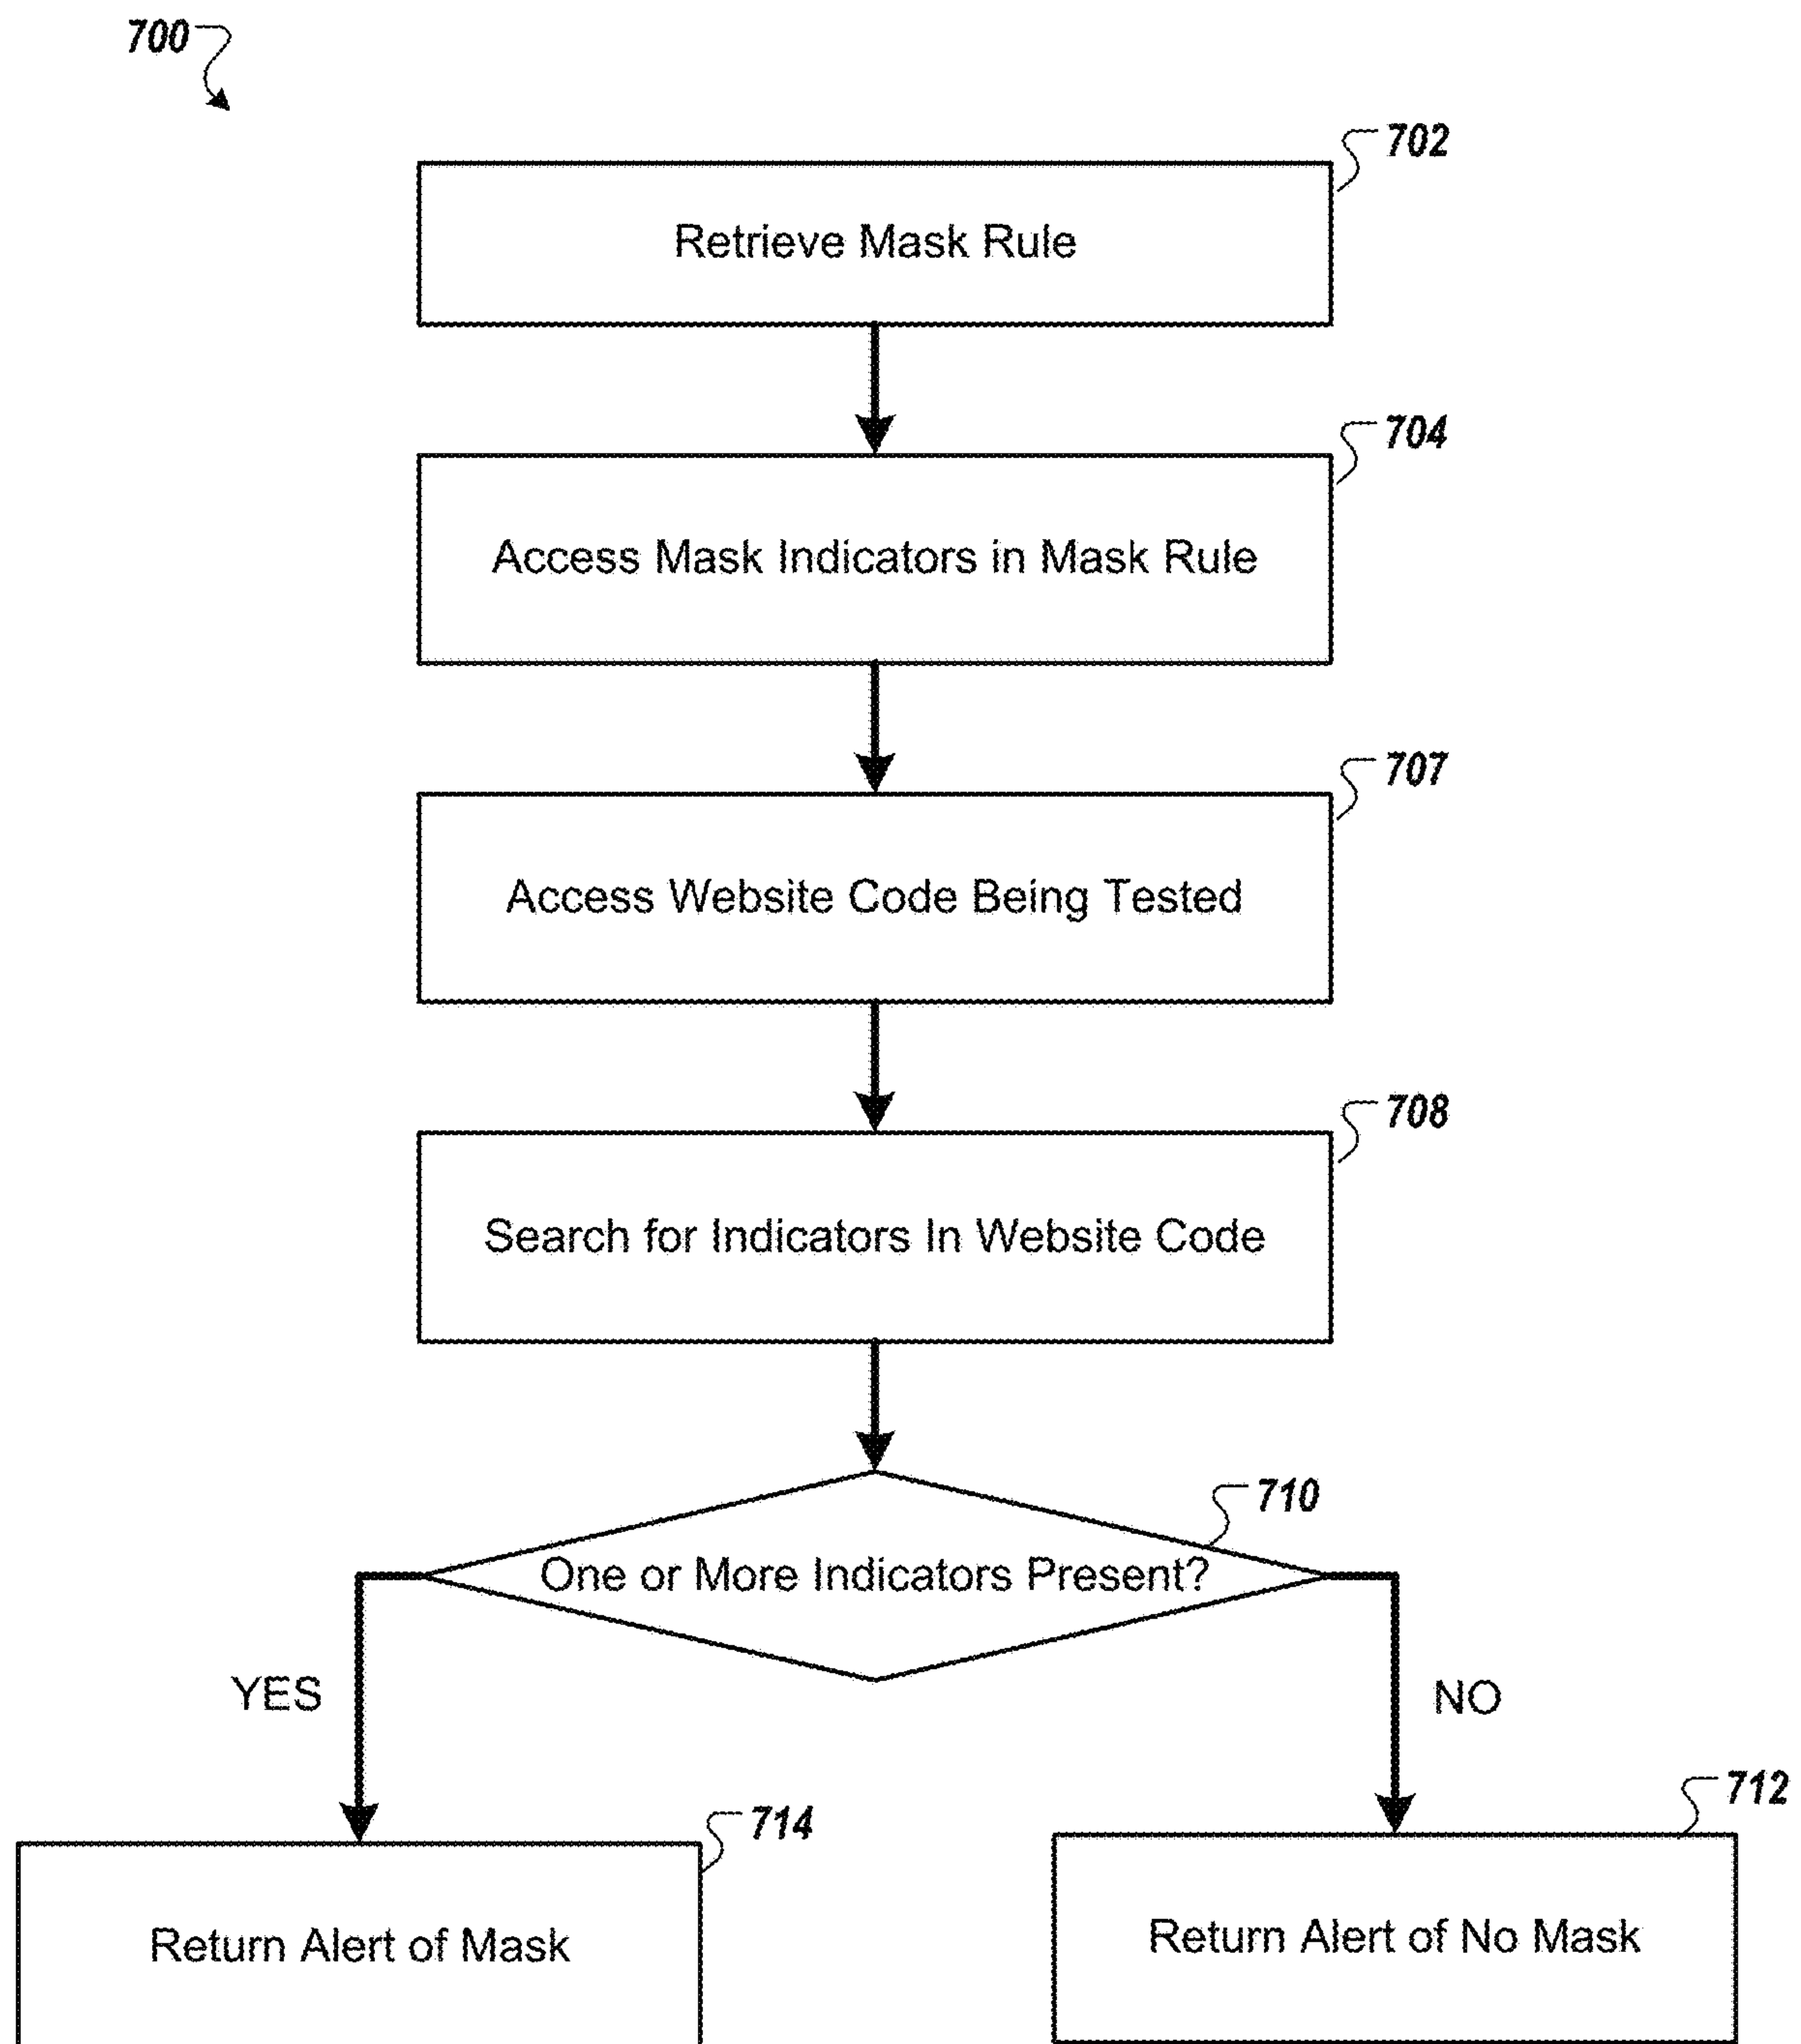 700
702
Retrieve Mask Rule
704
Access Mask Indicators in Mask Rule
707
Access Website Code Being Tested
708
Search for Indicators In Website Code
710
One or More Indicators Present?
YES
NO
714
712
Return Alert of Mask
Return Alert of No Mask